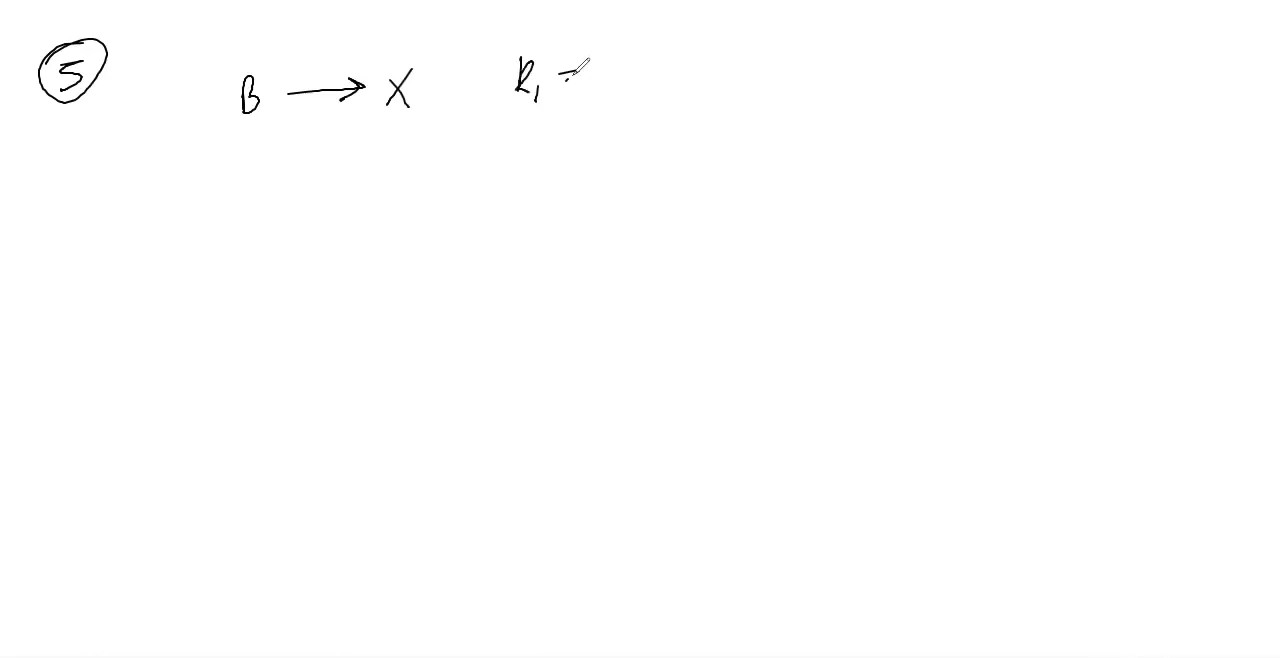 ⑤ B → X R₁ =